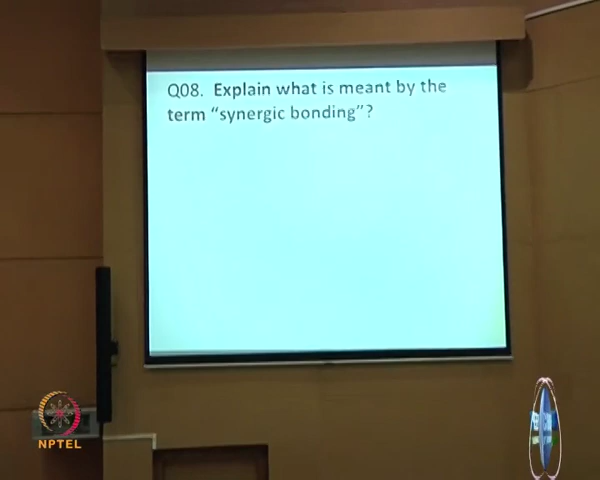 Q08. Explain what is meant by the
term “synergic bonding”?
NPTEL